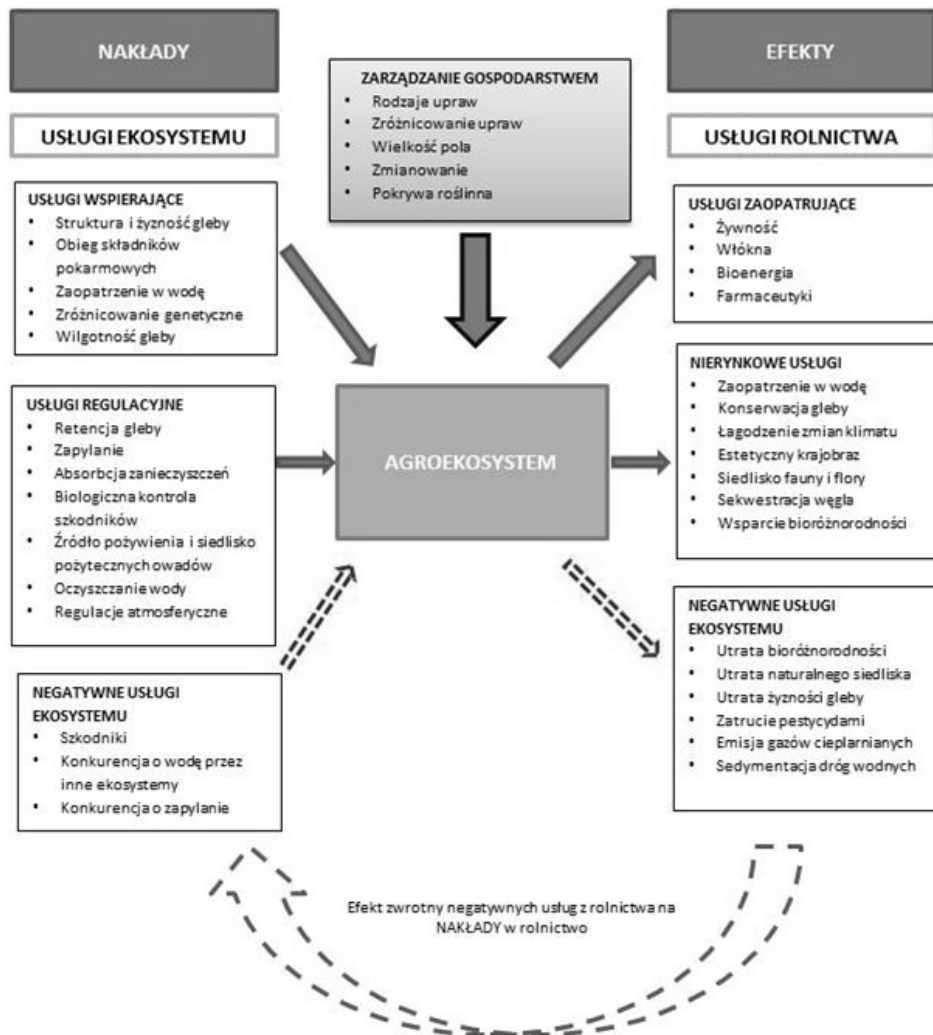 NAKŁADY
USŁUGI EKOSYSTEMU
USŁUGI WSPIERAJĄCE
• Struktura i żyzność gleby
• Obieg składników
pokarmowych
• Zaopatrzenie w wodę
• Zróżnicowanie genetyczne
• Wilgotność gleby
USŁUGI REGULACYJNE
• Retencja gleby
• Zapylanie
• Absorbcja zanieczyszczeń
• Biologiczna kontrola
szkodników
• Źródło pożywienia i siedlisko
pożytecznych owadów
• Oczyszczanie wody
• Regulacje atmosferyczne
NEGATYWNE USŁUGI
EKOSYSTEMU
• Szkodniki
• Konkurencja o wodę przez
inne ekosystemy
• Konkurencja o zapylanie
ZARZĄDZANIE GOSPODARSTWEM
• Rodzaje upraw
• Zróżnicowanie upraw
• Wielkość pola
• Zmianowanie
• Pokrywa roślinna
AGROEKOSYSTEM
EFEKTY
USŁUGI ROLNICTWA
USŁUGI ZAOPATRUJĄCE
• Żywność
• Włókna
• Bioenergia
• Farmaceutyki
NIERYNKOWE USŁUGI
• Zaopatrzenie w wodę
• Konserwacja gleby
• Łagodzenie zmian klimatu
• Estetyczny krajobraz
• Siedlisko fauny i flory
• Sekwestracja węgla
• Wsparcie bioróżnorodności
NEGATYWNE USŁUGI
EKOSYSTEMU
• Utrata bioróżnorodności
• Utrata naturalnego siedliska
• Utrata żyzności gleby
• Zatrucie pestycydami
• Emisja gazów cieplarnianych
• Sedymentacja dróg wodnych
Efekt zwrotny negatywnych usług z rolnictwa na
NAKŁADY w rolnictwo